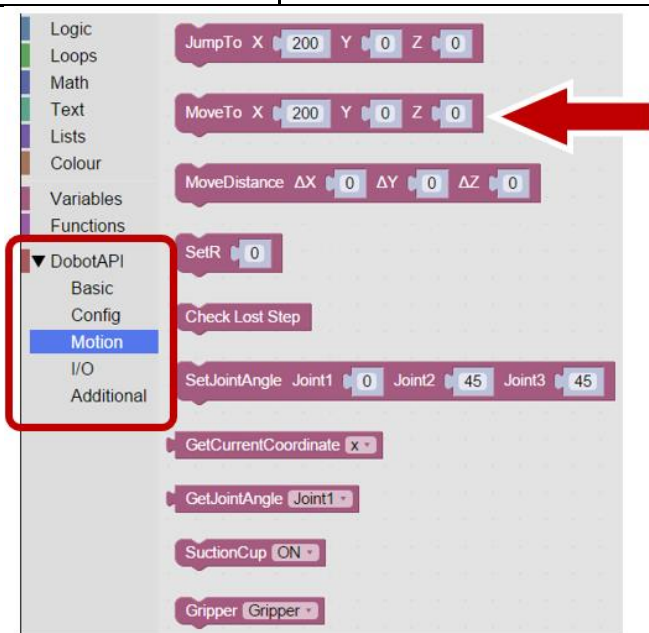 Logic
Loops
Math
Text
Lists
Colour
Variables
Functions
▼ DobotAPI
Basic
Config
Motion
I/O
Additional
JumpTo X 200 Y 0 Z 0
MoveTo X 200 Y 0 Z 0
MoveDistance ΔX 0 ΔY 0 ΔZ 0
SetR 0
Check Lost Step
SetJointAngle Joint1 0 Joint2 45 Joint3 45
GetCurrentCoordinate x
GetJointAngle Joint1
SuctionCup ON
Gripper Gripper